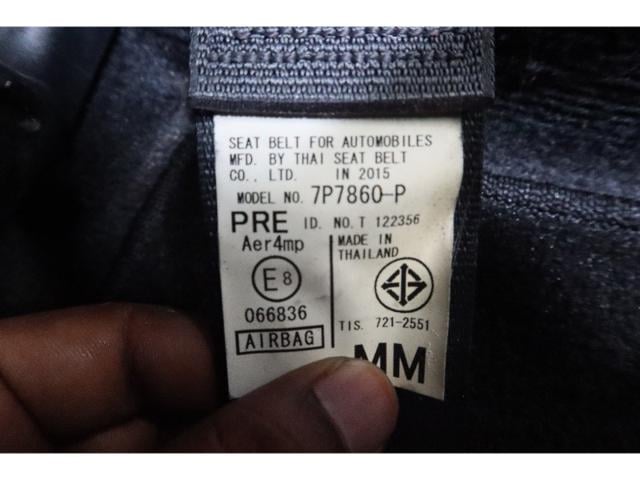 SEAT BELT FOR AUTOMOBILES
MFD. BY THAI SEAT BELT
CO., LTD. IN 2015
MODEL NO. 7P7860-P
PRE ID. NO. T 122356
Aer4mp
MADE IN
THAILAND
E8
066836
TIS. 721-2551
AIRBAG
MM